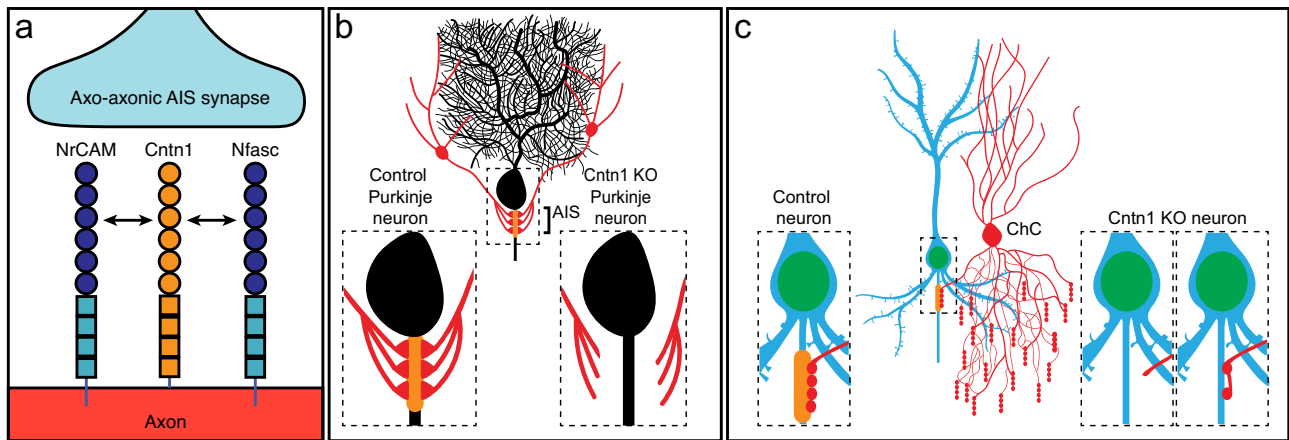 a
Axo-axonic AIS synapse
NrCAM
Cntn1
Nfasc
Axon
b
Control
Purkinje
neuron
Cntn1 KO
Purkinje
neuron
AIS
c
Control
neuron
ChC
Cntn1 KO neuron